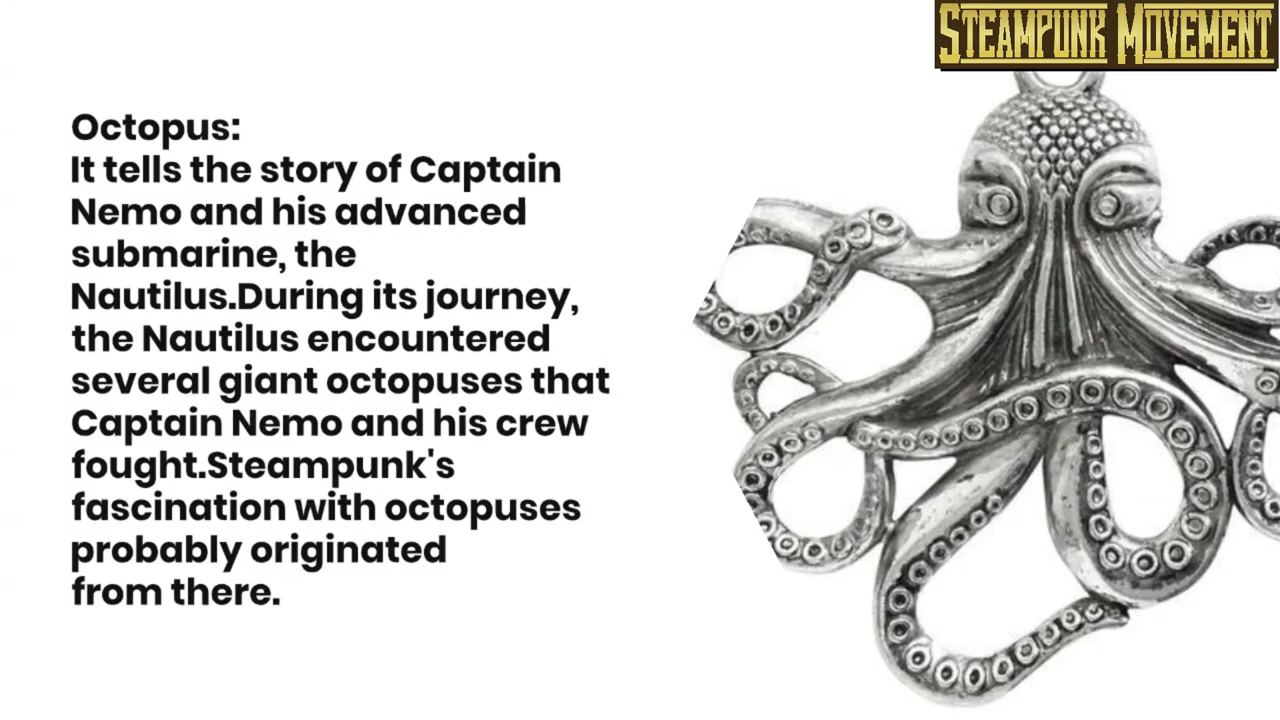 STEAMPUNK MOVEMENT
Octopus:
It tells the story of Captain
Nemo and his advanced
submarine, the
Nautilus.During its journey,
the Nautilus encountered
several giant octopuses that
Captain Nemo and his crew
fought.Steampunk's
fascination with octopuses
probably originated
from there.